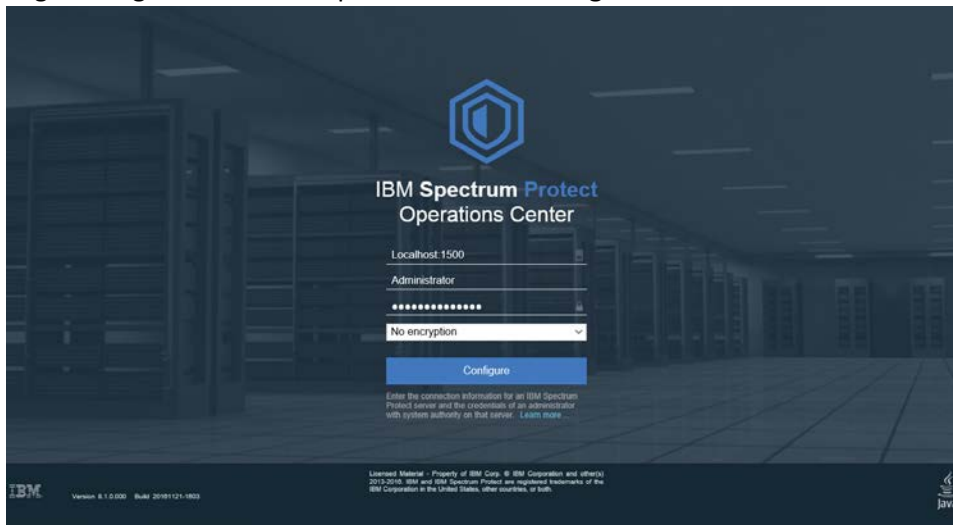 IBM Spectrum Protect
Operations Center
Localhost:1500
Administrator
●●●●●●●●●●●●●●
No encryption
Configure
Enter the connection information for an IBM Spectrum
Protect server and the credentials of an administrator
with system authority on that server. Learn more ...
IBM
Version 8.1.0.000 Build 20161121-1603
Licensed Material - Property of IBM Corp. © IBM Corporation and other(s)
2013-2016. IBM and IBM Spectrum Protect are registered trademarks of the
IBM Corporation in the United States, other countries, or both.
Java